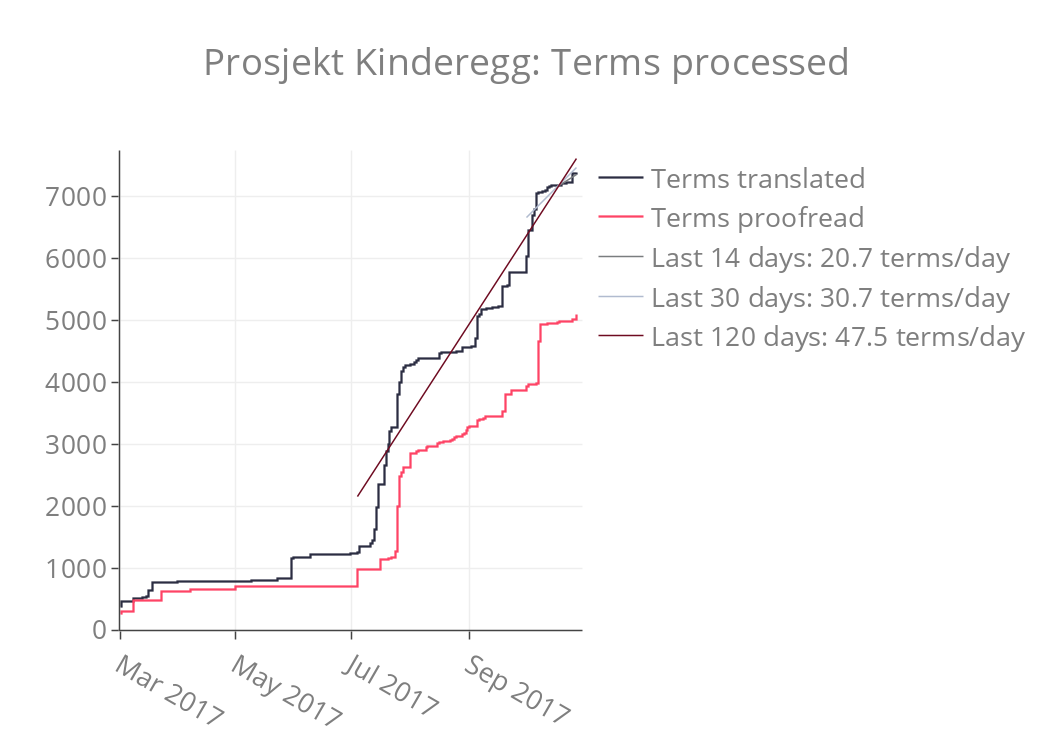 Prosjekt Kinderegg: Terms processed
Terms translated
Terms proofread
Last 14 days: 20.7 terms/day
Last 30 days: 30.7 terms/day
Last 120 days: 47.5 terms/day
7000
6000
5000
4000
3000
2000
1000
0
Mar 2017
May 2017
Jul 2017
Sep 2017